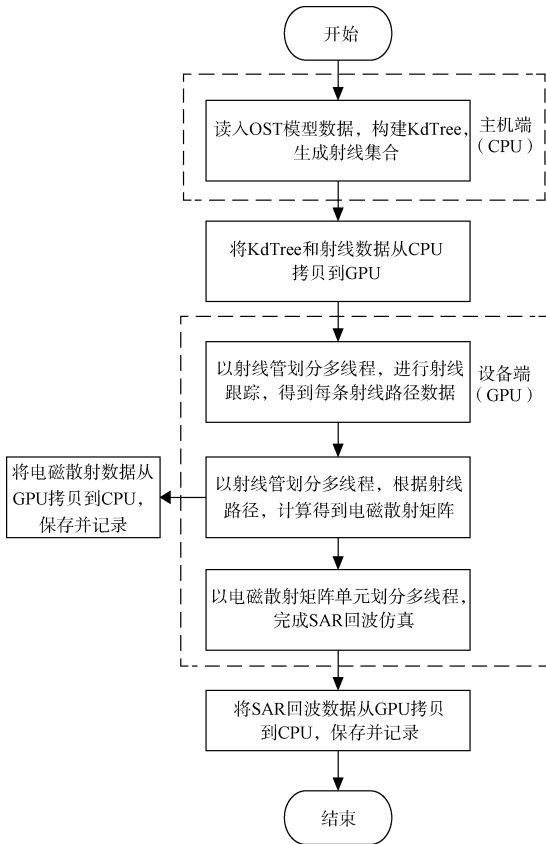 开始
读入OST模型数据，构建KdTree，
生成射线集合
主机端
（CPU）
将KdTree和射线数据从CPU
拷贝到GPU
以射线管划分多线程，进行射线
跟踪，得到每条射线路径数据
设备端
（GPU）
将电磁散射数据从
GPU拷贝到CPU，
保存并记录
以射线管划分多线程，根据射线
路径，计算得到电磁散射矩阵
以电磁散射矩阵单元划分多线程，
完成SAR回波仿真
将SAR回波数据从GPU拷贝
到CPU，保存并记录
结束